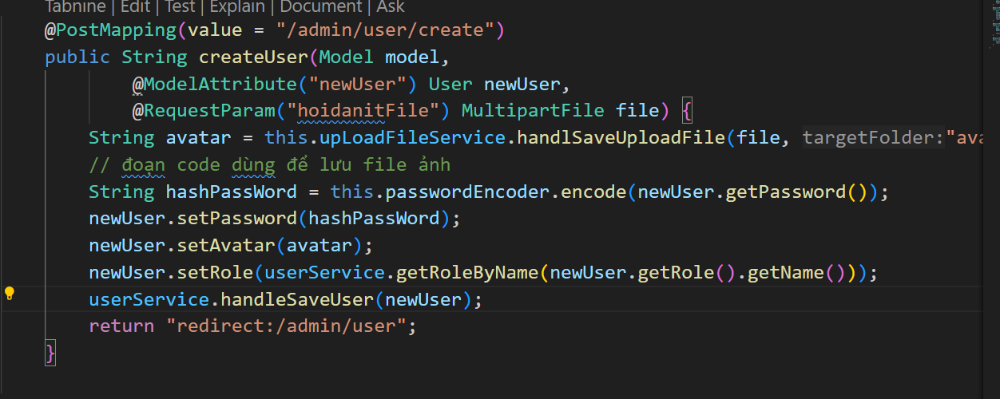 Tabnine | Edit | Test | Explain | Document | Ask
@PostMapping(value = "/admin/user/create")
public String createUser(Model model,
@ModelAttribute("newUser") User newUser,
@RequestParam("hoidanitFile") MultipartFile file) {
String avatar = this.upLoadFileService.handlSaveUploadFile(file, targetFolder:"ava
// đoạn code dùng để lưu file ảnh
String hashPassWord = this.passwordEncoder.encode(newUser.getPassword());
newUser.setPassword(hashPassWord);
newUser.setAvatar(avatar);
newUser.setRole(userService.getRoleByName(newUser.getRole().getName()));
userService.handleSaveUser(newUser);
return "redirect:/admin/user";
}